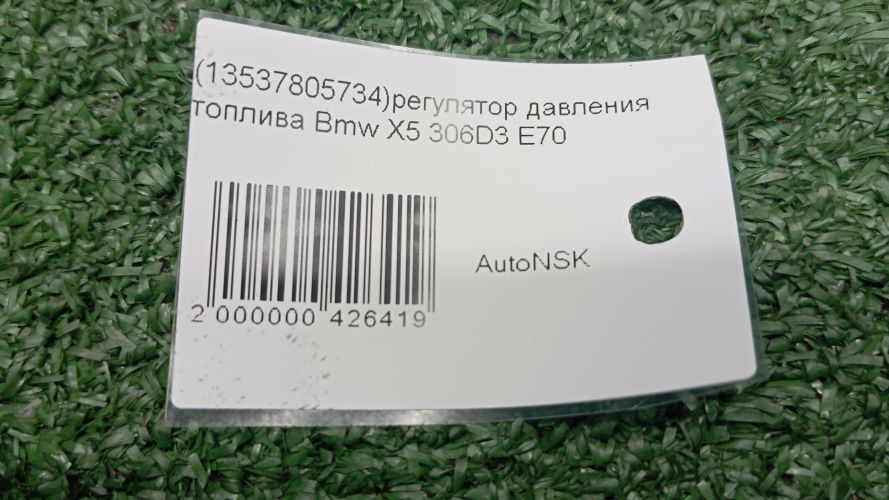 (13537805734)регулятор давления
топлива Bmw X5 306D3 E70
AutoNSK
2 000000 426419